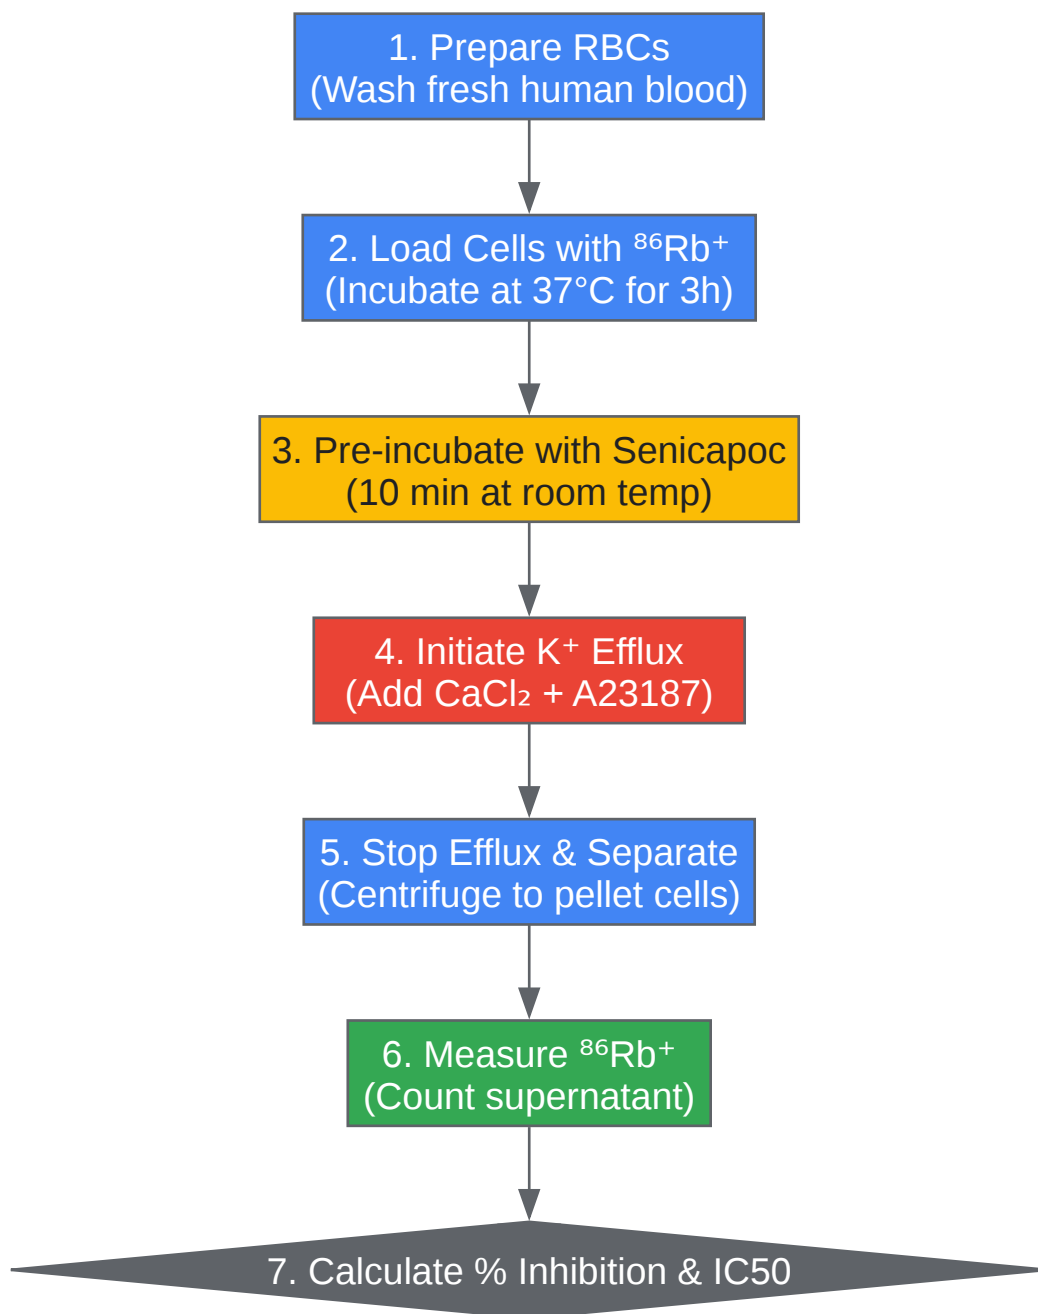 1. Prepare RBCs
(Wash fresh human blood)
2. Load Cells with ⁸⁶Rb⁺
(Incubate at 37°C for 3h)
3. Pre-incubate with Senicapoc
(10 min at room temp)
4. Initiate K⁺ Efflux
(Add CaCl₂ + A23187)
5. Stop Efflux & Separate
(Centrifuge to pellet cells)
6. Measure ⁸⁶Rb⁺
(Count supernatant)
7. Calculate % Inhibition & IC50